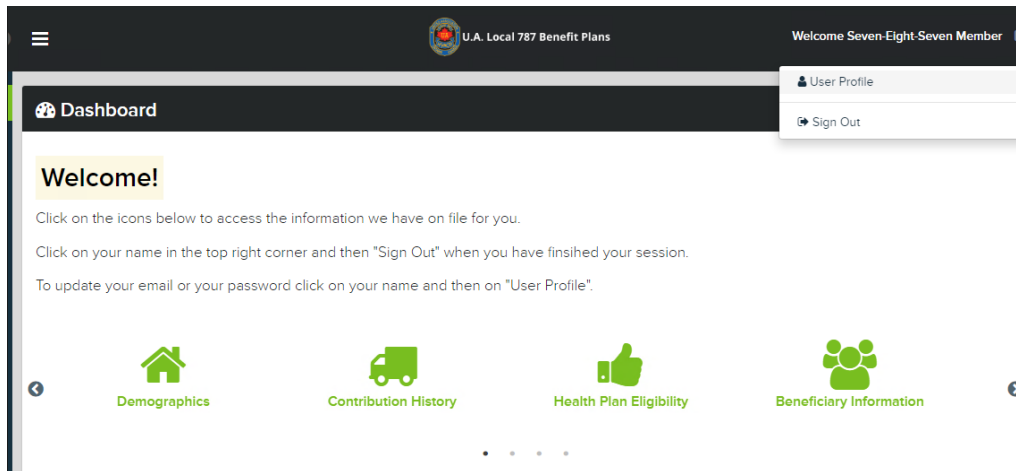 U.A. Local 787 Benefit Plans
Welcome Seven-Eight-Seven Member
User Profile
Sign Out
Dashboard
Welcome!
Click on the icons below to access the information we have on file for you.
Click on your name in the top right corner and then "Sign Out" when you have finsihed your session.
To update your email or your password click on your name and then on "User Profile".
Demographics
Contribution History
Health Plan Eligibility
Beneficiary Information